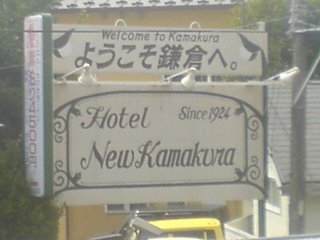 Welcome to Kamakura
ようこそ鎌倉へ。
Hotel
Since 1924
New Kamakura